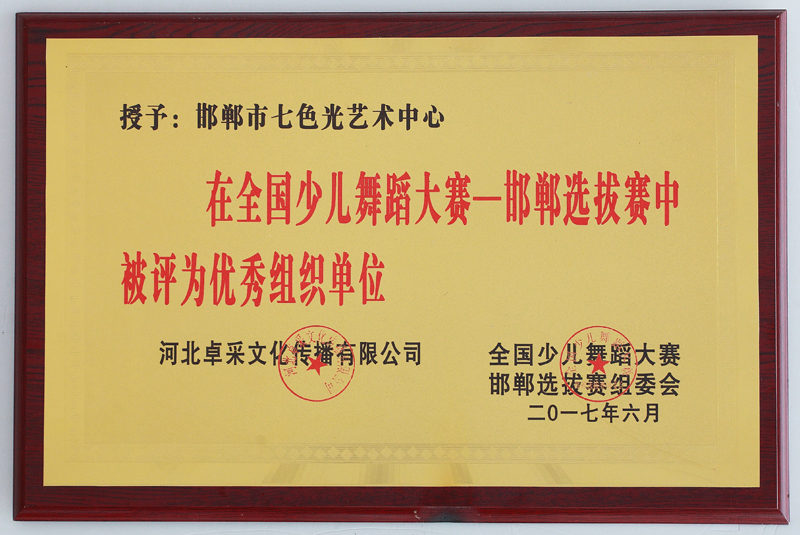 授予：邯郸市七色光艺术中心
在全国少儿舞蹈大赛—邯郸选拔赛中
被评为优秀组织单位
河北卓采文化传播有限公司
全国少儿舞蹈大赛
邯郸选拔赛组委会
二〇一七年六月